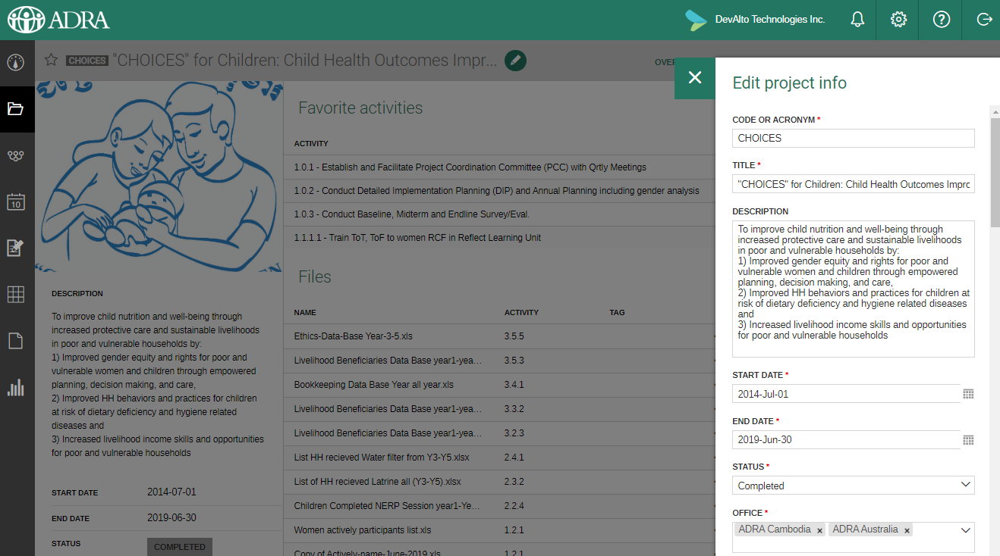 ADRA
DevAlto Technologies Inc.
CHOICES "CHOICES" for Children: Child Health Outcomes Impr...
OVER
10
Favorite activities
ACTIVITY
1.0.1 - Establish and Facilitate Project Coordination Committee (PCC) with Qrtly Meetings
1.0.2 - Conduct Detailed Implementation Planning (DIP) and Annual Planning including gender analysis
1.0.3 - Conduct Baseline, Midterm and Endline Survey/Eval.
1.1.1.1 - Train ToT, ToF to women RCF in Reflect Learning Unit
DESCRIPTION
To improve child nutrition and well-being through
increased protective care and sustainable livelihoods
in poor and vulnerable households by:
1) Improved gender equity and rights for poor and
vulnerable women and children through empowered
planning, decision making, and care,
2) Improved HH behaviors and practices for children
at risk of dietary deficiency and hygiene related
diseases and
3) Increased livelihood income skills and opportunities
for poor and vulnerable households
START DATE 2014-07-01
END DATE 2019-06-30
STATUS COMPLETED
Files
NAME ACTIVITY TAG
Ethics-Data-Base Year-3-5.xls 3.5.5
Livelihood Beneficiaries Data Base year1-yea... 3.5.3
Bookkeeping Data Base Year all year.xls 3.4.1
Livelihood Beneficiaries Data Base year1-yea... 3.3.2
Livelihood Beneficiaries Data Base year1-yea... 3.2.3
List HH recieved Water filter from Y3-Y5.xlsx 2.4.1
List of HH recieved Latrine all (Y3-Y5).xlsx 2.3.2
Children Completed NERP Session year1-Ye... 2.2.4
Women actively participants list.xls 1.2.1
Copy of Actively-name-June-2019.xls 1.2.1
Edit project info
CODE OR ACRONYM *
CHOICES
TITLE *
"CHOICES" for Children: Child Health Outcomes Impro
DESCRIPTION
To improve child nutrition and well-being through
increased protective care and sustainable livelihoods
in poor and vulnerable households by:
1) Improved gender equity and rights for poor and
vulnerable women and children through empowered
planning, decision making, and care,
2) Improved HH behaviors and practices for children at
risk of dietary deficiency and hygiene related diseases
and
3) Increased livelihood income skills and opportunities
for poor and vulnerable households
START DATE *
2014-Jul-01
END DATE *
2019-Jun-30
STATUS *
Completed
OFFICE *
ADRA Cambodia × ADRA Australia ×